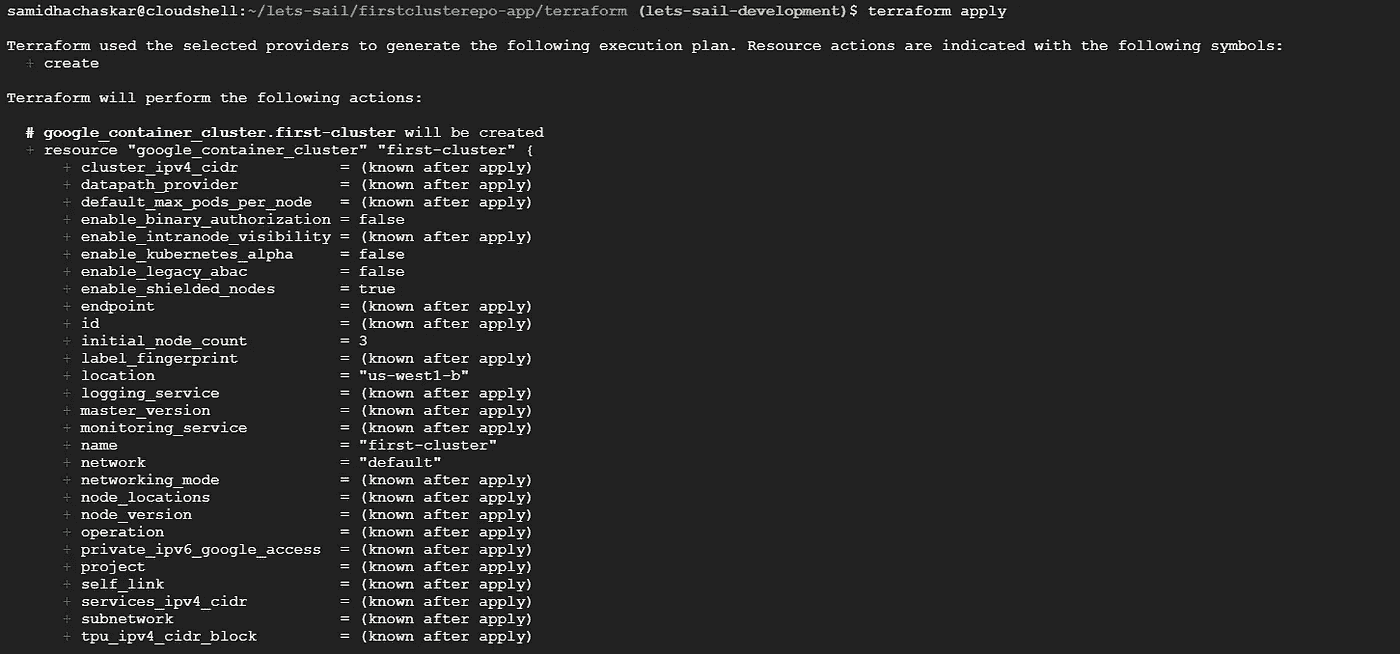 samidhachaskar@cloudshell:~/lets-sail/firstclusterepo-app/terraform (lets-sail-development)$ terraform apply
Terraform used the selected providers to generate the following execution plan. Resource actions are indicated with the following symbols:
+ create
Terraform will perform the following actions:
# google_container_cluster.first-cluster will be created
+ resource "google_container_cluster" "first-cluster" {
+ cluster_ipv4_cidr = (known after apply)
+ datapath_provider = (known after apply)
+ default_max_pods_per_node = (known after apply)
+ enable_binary_authorization = false
+ enable_intranode_visibility = (known after apply)
+ enable_kubernetes_alpha = false
+ enable_legacy_abac = false
+ enable_shielded_nodes = true
+ endpoint = (known after apply)
+ id = (known after apply)
+ initial_node_count = 3
+ label_fingerprint = (known after apply)
+ location = "us-west1-b"
+ logging_service = (known after apply)
+ master_version = (known after apply)
+ monitoring_service = (known after apply)
+ name = "first-cluster"
+ network = "default"
+ networking_mode = (known after apply)
+ node_locations = (known after apply)
+ node_version = (known after apply)
+ operation = (known after apply)
+ private_ipv6_google_access = (known after apply)
+ project = (known after apply)
+ self_link = (known after apply)
+ services_ipv4_cidr = (known after apply)
+ subnetwork = (known after apply)
+ tpu_ipv4_cidr_block = (known after apply)